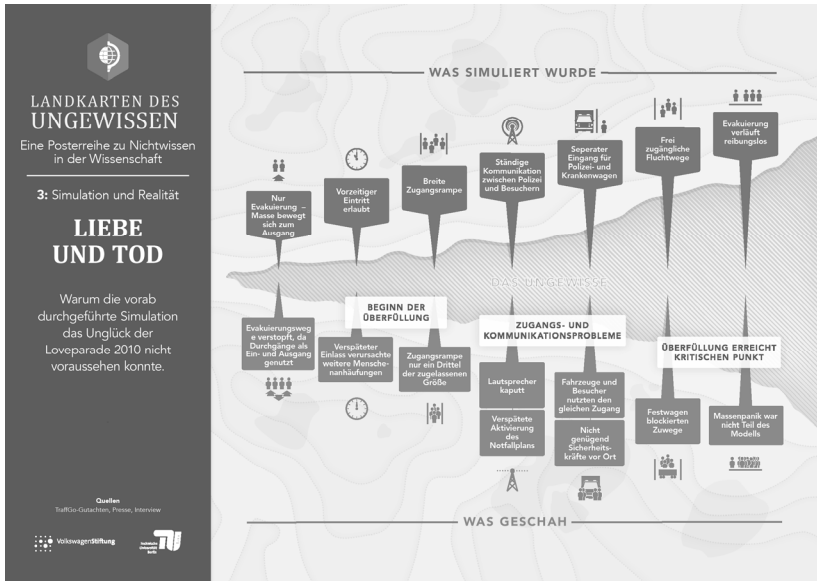 LANDKARTEN DES
UNGEWISSEN
Eine Posterreihe zu Nichtwissen
in der Wissenschaft
3: Simulation und Realität
LIEBE
UND TOD
Warum die vorab
durchgeführte Simulation
das Unglück der
Loveparade 2010 nicht
voraussehen konnte.
Quellen
TraffGo-Gutachten, Presse, Interview
VolkswagenStiftung
Technische
Universität
Berlin
WAS SIMULIERT WURDE
Nur
Evakuierung –
Masse bewegt
sich zum
Ausgang
Vorzeitiger
Eintritt
erlaubt
Breite
Zugangsrampe
Ständige
Kommunikation
zwischen Polizei
und Besuchern
Seperater
Eingang für
Polizei- und
Krankenwagen
Frei
zugängliche
Fluchtwege
Evakuierung
verläuft
reibungslos
DAS UNGEWISSE
BEGINN DER
ÜBERFÜLLUNG
ZUGANGS- UND
KOMMUNIKATIONSPROBLEME
ÜBERFÜLLUNG ERREICHT
KRITISCHEN PUNKT
Evakuierungsweg
e verstopft, da
Durchgänge als
Ein- und Ausgang
genutzt
Verspäteter
Einlass verursachte
weitere Mensche-
nanhäufungen
Zugangsrampe
nur ein Drittel
der zugelassenen
Größe
Lautsprecher
kaputt
Verspätete
Aktivierung
des
Notfallplans
Fahrzeuge und
Besucher
nutzten den
gleichen Zugang
Nicht
genügend
Sicherheits-
kräfte vor Ort
Festwagen
blockierten
Zuwege
Massenpanik war
nicht Teil des
Modells
WAS GESCHAH